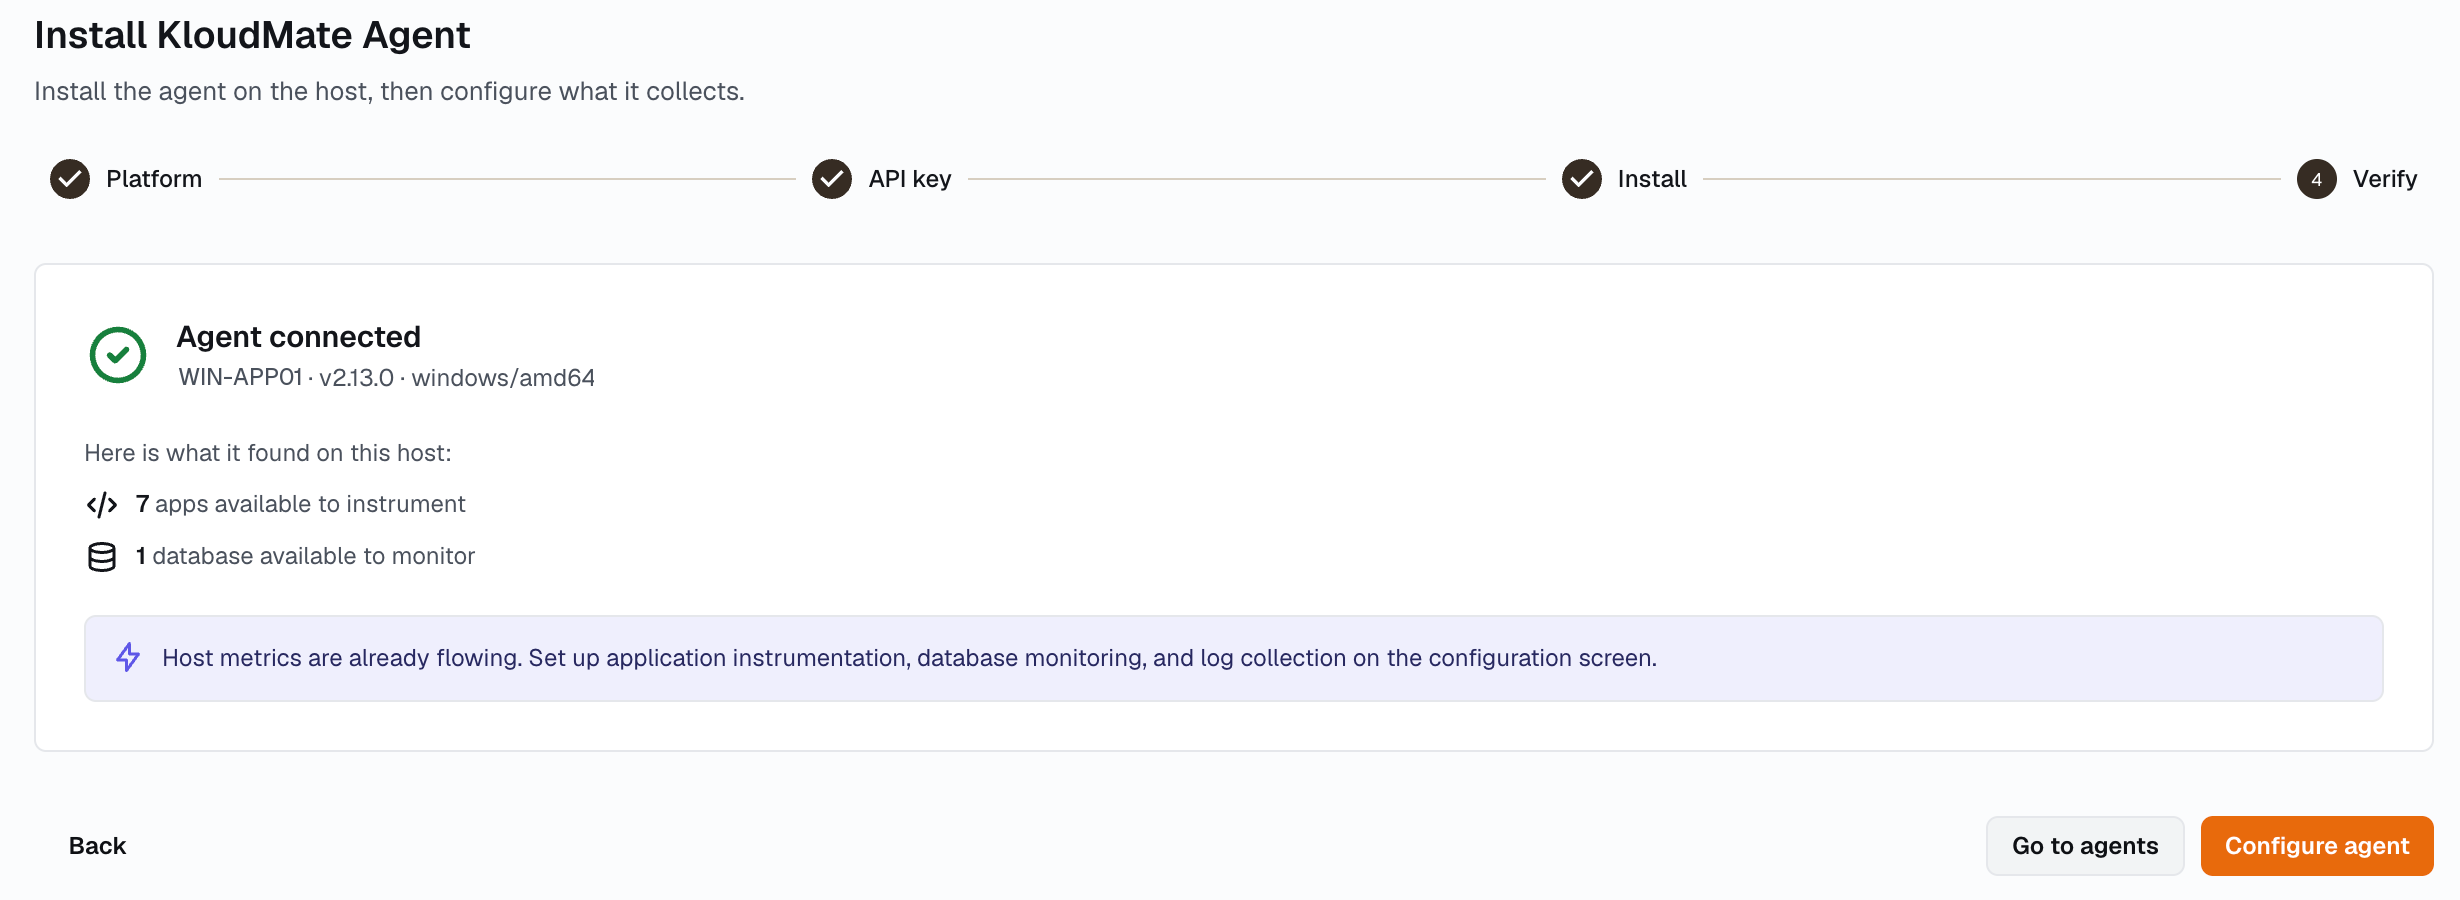 Install KloudMate Agent
Install the agent on the host, then configure what it collects.
Platform
API key
Install
4 Verify
Agent connected
WIN-APP01 · v2.13.0 · windows/amd64
Here is what it found on this host:
7 apps available to instrument
1 database available to monitor
Host metrics are already flowing. Set up application instrumentation, database monitoring, and log collection on the configuration screen.
Back
Go to agents
Configure agent